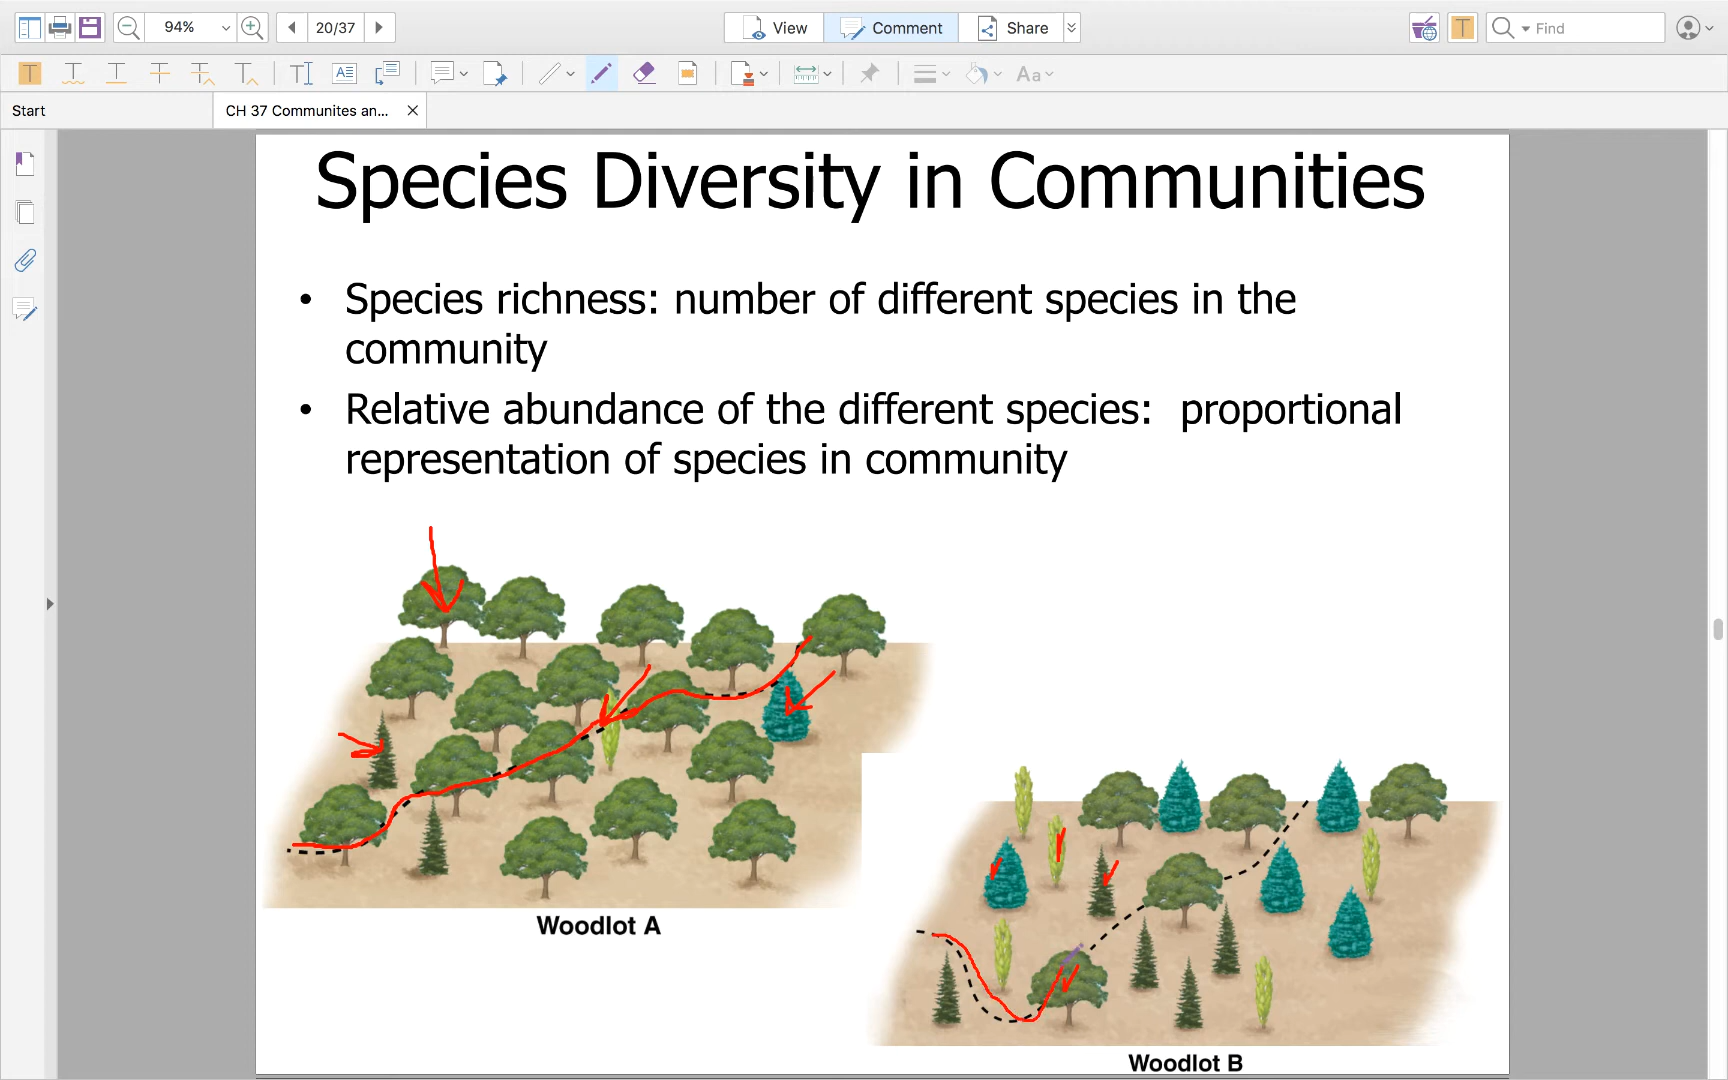 94%
20/37
View
Comment
Share
T
Find
T
T
T
T
T
T
T
A
Aa
Start
CH 37 Communites an...
Species Diversity in Communities
• Species richness: number of different species in the
community
• Relative abundance of the different species: proportional
representation of species in community
Woodlot A
Woodlot B